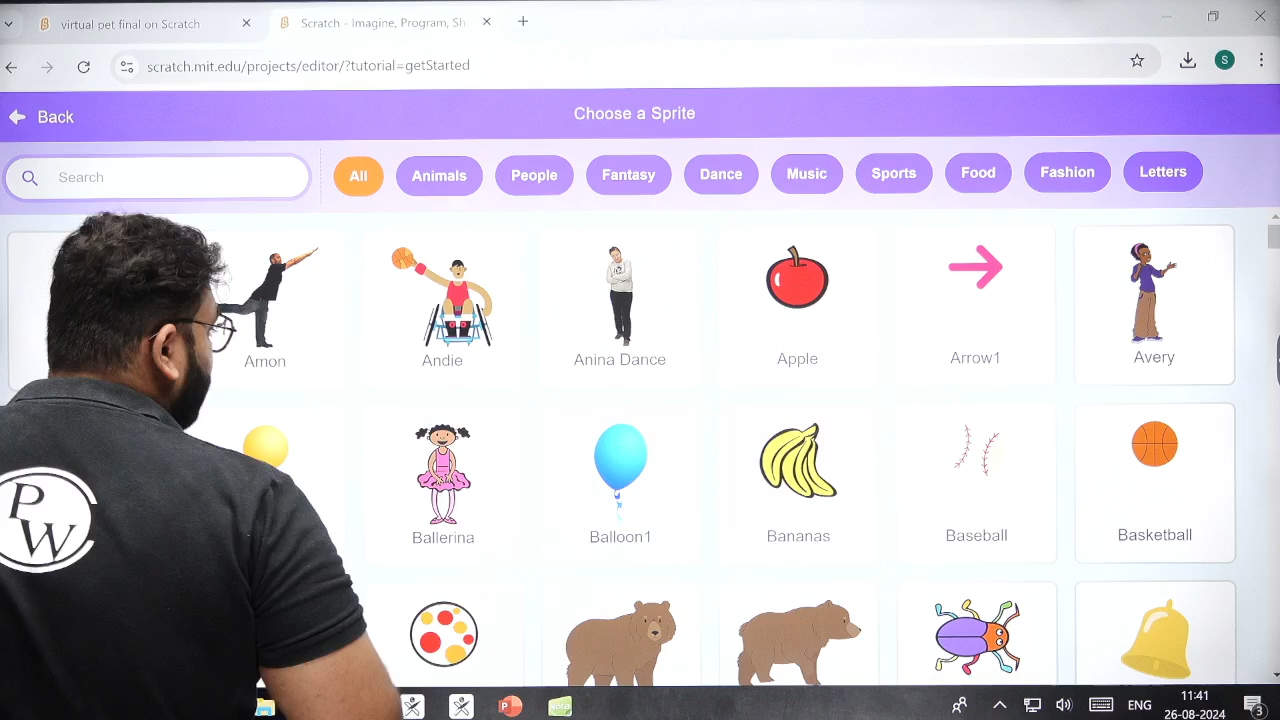 virtual pet final on Scratch
Scratch - Imagine, Program, Sh
scratch.mit.edu/projects/editor/?tutorial=getStarted
S
Back
Choose a Sprite
Search
All
Animals
People
Fantasy
Dance
Music
Sports
Food
Fashion
Letters
Amon
Andie
Anina Dance
Apple
Arrow1
Avery
Ballerina
Balloon1
Bananas
Baseball
Basketball
PW
ENG
11:41
26-08-2024
3